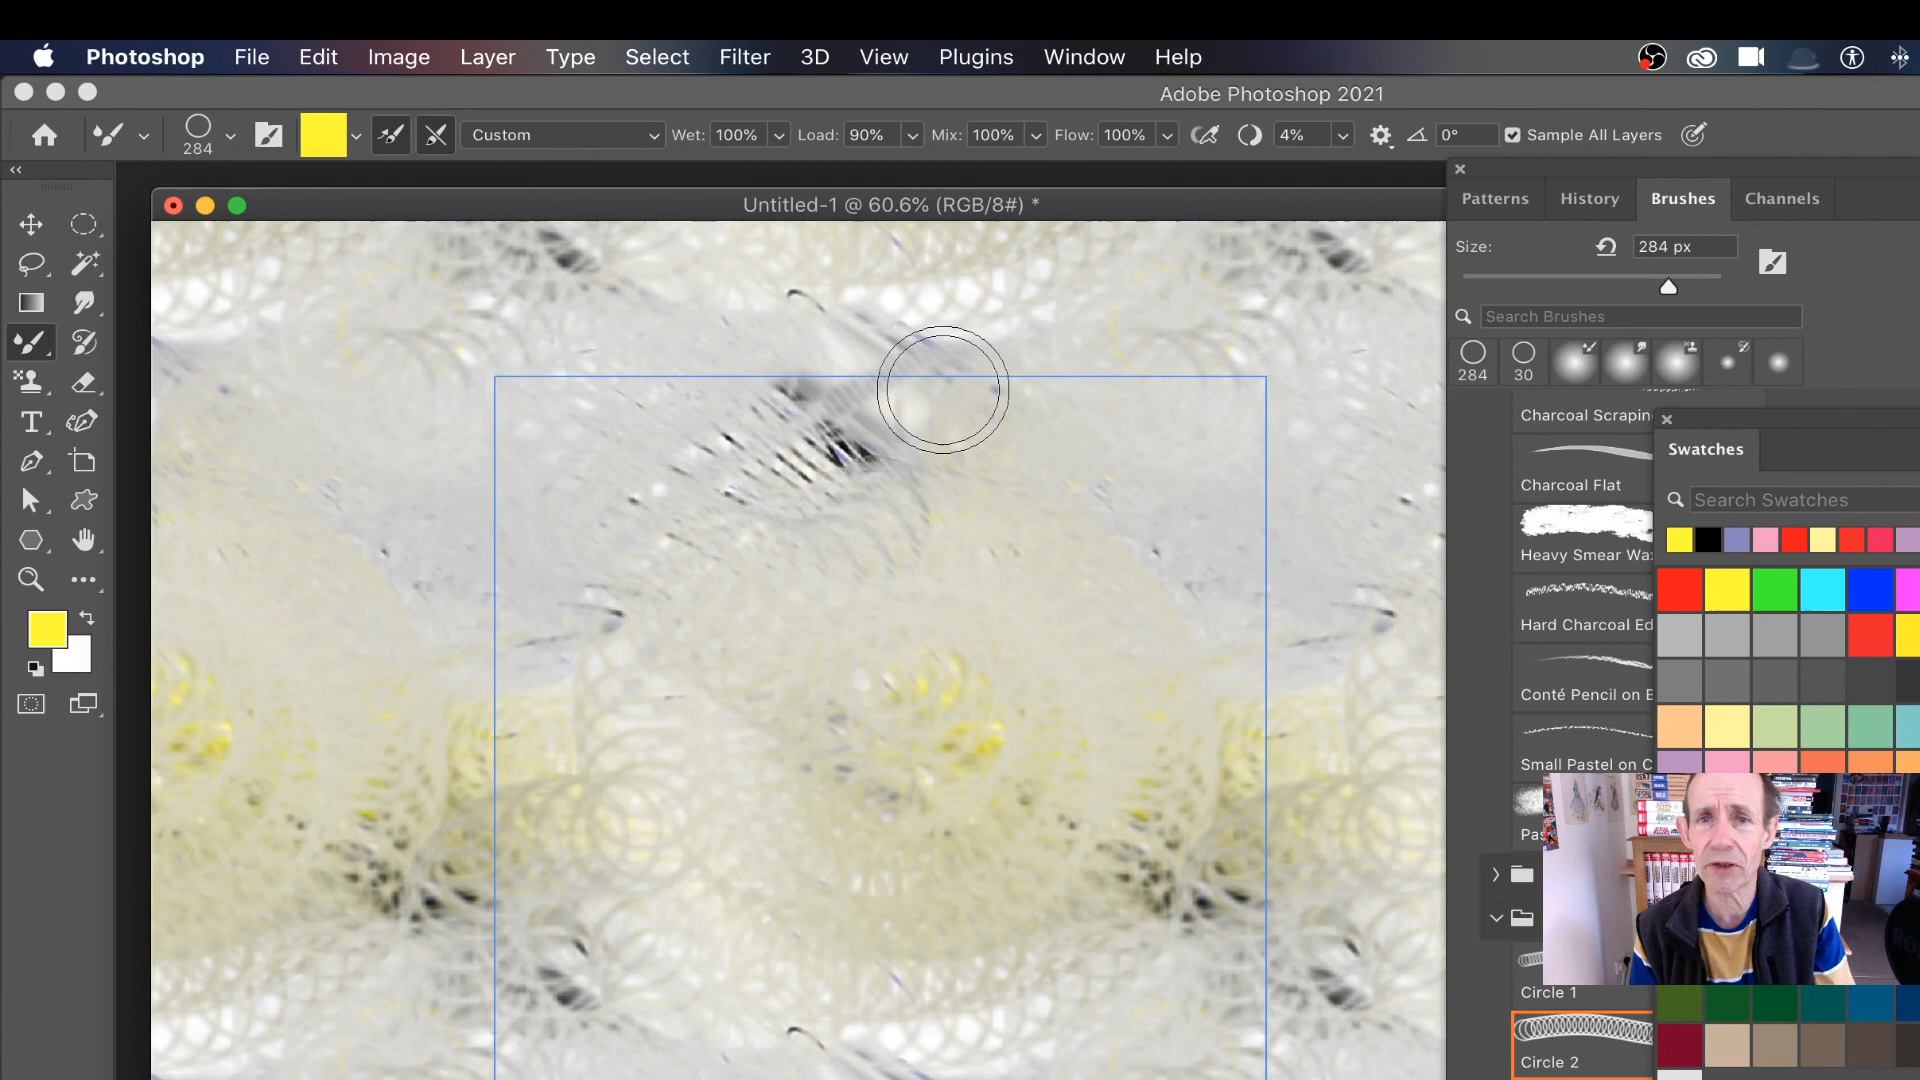 Photoshop File Edit Image Layer Type Select Filter 3D View Plugins Window Help
Adobe Photoshop 2021
284 Custom Wet: 100% Load: 90% Mix: 100% Flow: 100% 4% 0° Sample All Layers
Untitled-1 @ 60.6% (RGB/8#) *
Patterns History Brushes Channels
Size: 284 px
Search Brushes
284 30
Charcoal Scrapin
Swatches
Charcoal Flat
Search Swatches
Heavy Smear Wa
Hard Charcoal Ed
Conté Pencil on B
Small Pastel on C
Pas
Circle 1
Circle 2